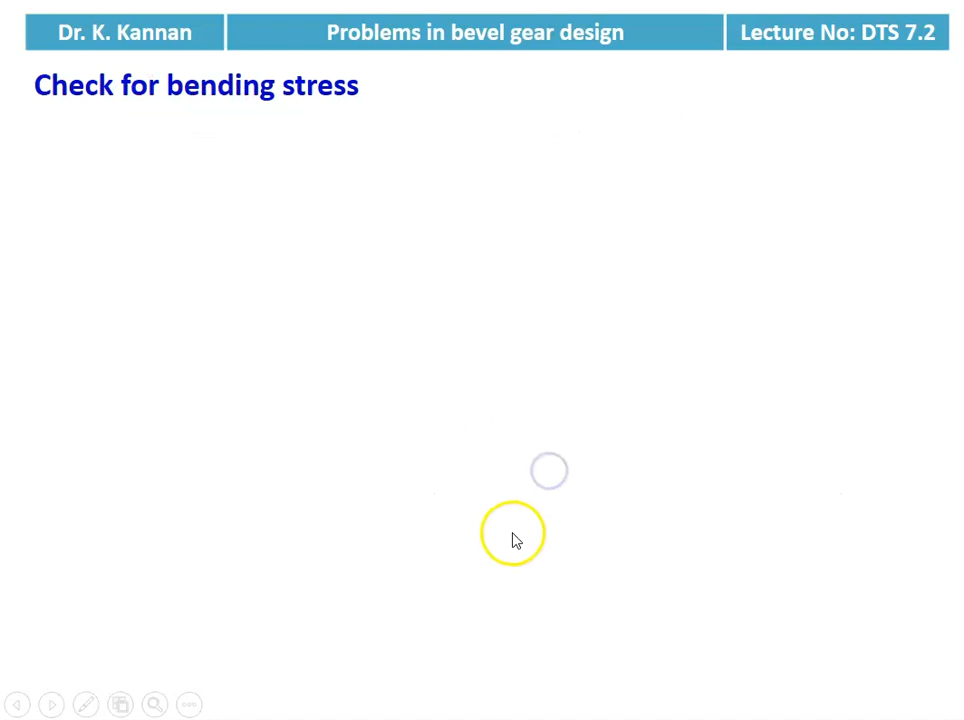 Dr. K. Kannan
Problems in bevel gear design
Lecture No: DTS 7.2
Check for bending stress